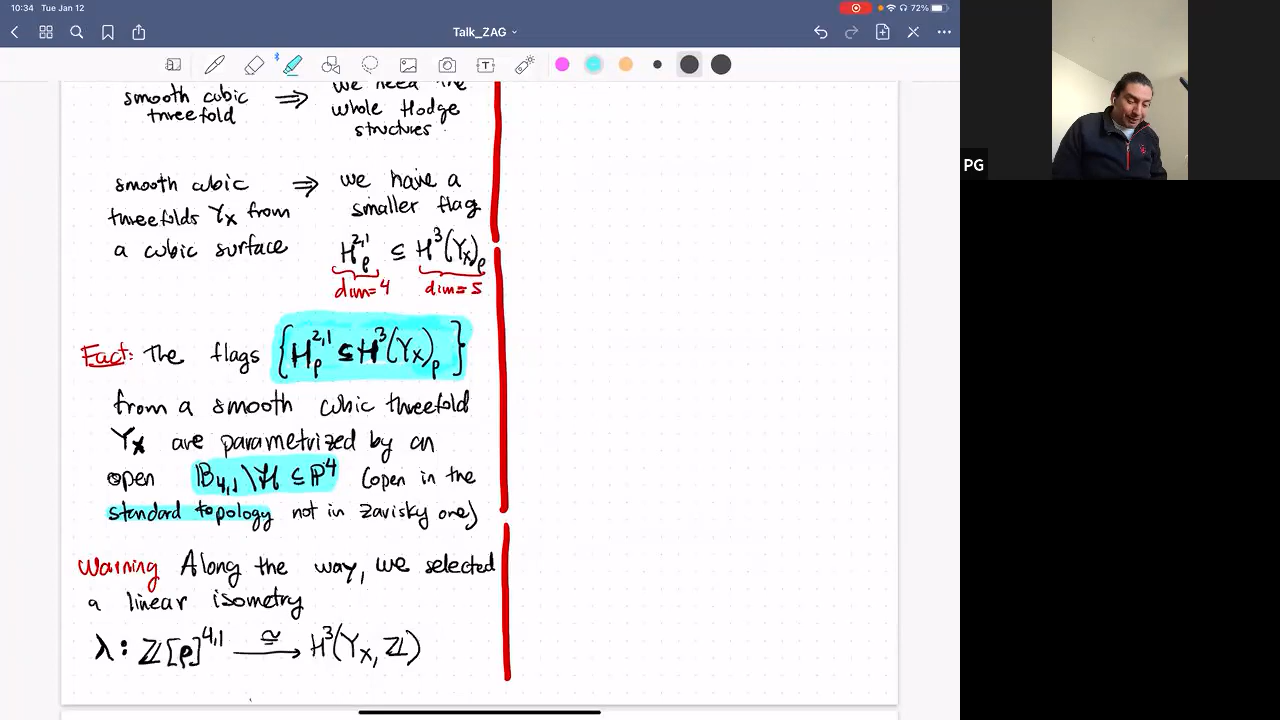 10:34 Tue Jan 12
72%
Talk_ZAG
PG
smooth cubic ⇒ we need the
threefold whole Hodge
structures
smooth cubic ⇒ we have a
threefolds Yx from smaller flag
a cubic surface H^{2,1}_ρ ⊆ H^3(Yx)_ρ
dim=4 dim=5
Fact: The flags {H^{2,1}_ρ ⊆ H^3(Yx)_ρ}
from a smooth cubic threefold
Yx are parametrized by an
open B_{4,1}\H ⊆ P^4 (open in the
standard topology not in Zavisky one)
Warning Along the way, we selected
a linear isometry
λ: Z[ρ]^{4,1} ≅→ H^3(Yx, Z)